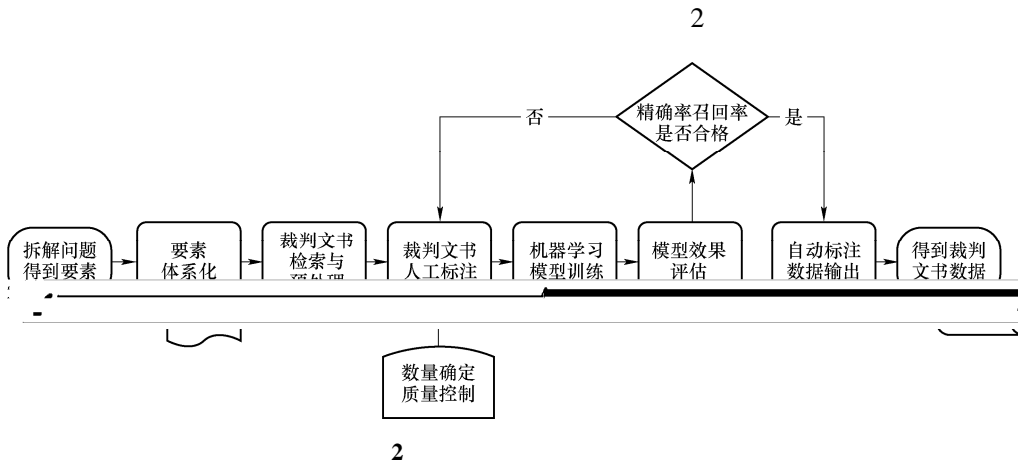 2
精确率召回率
是否合格
否
是
拆解问题
得到要素
要素
体系化
裁判文书
检索与
预处理
裁判文书
人工标注
机器学习
模型训练
模型效果
评估
自动标注
数据输出
得到裁判
文书数据
数量确定
质量控制
2